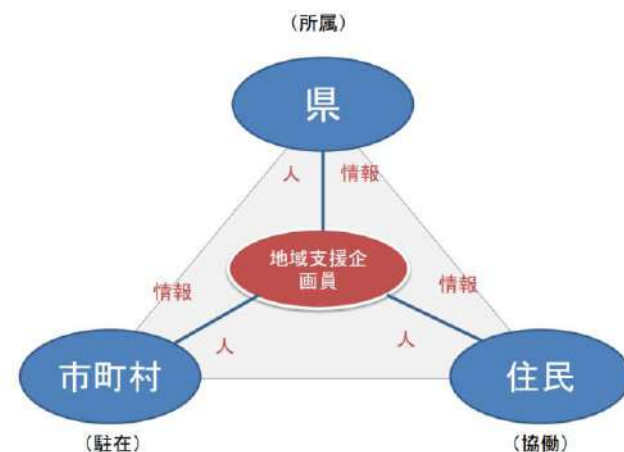 （所属）
県
人
情報
地域支援企
画員
情報
情報
人
人
市町村
住民
（駐在）
（協働）